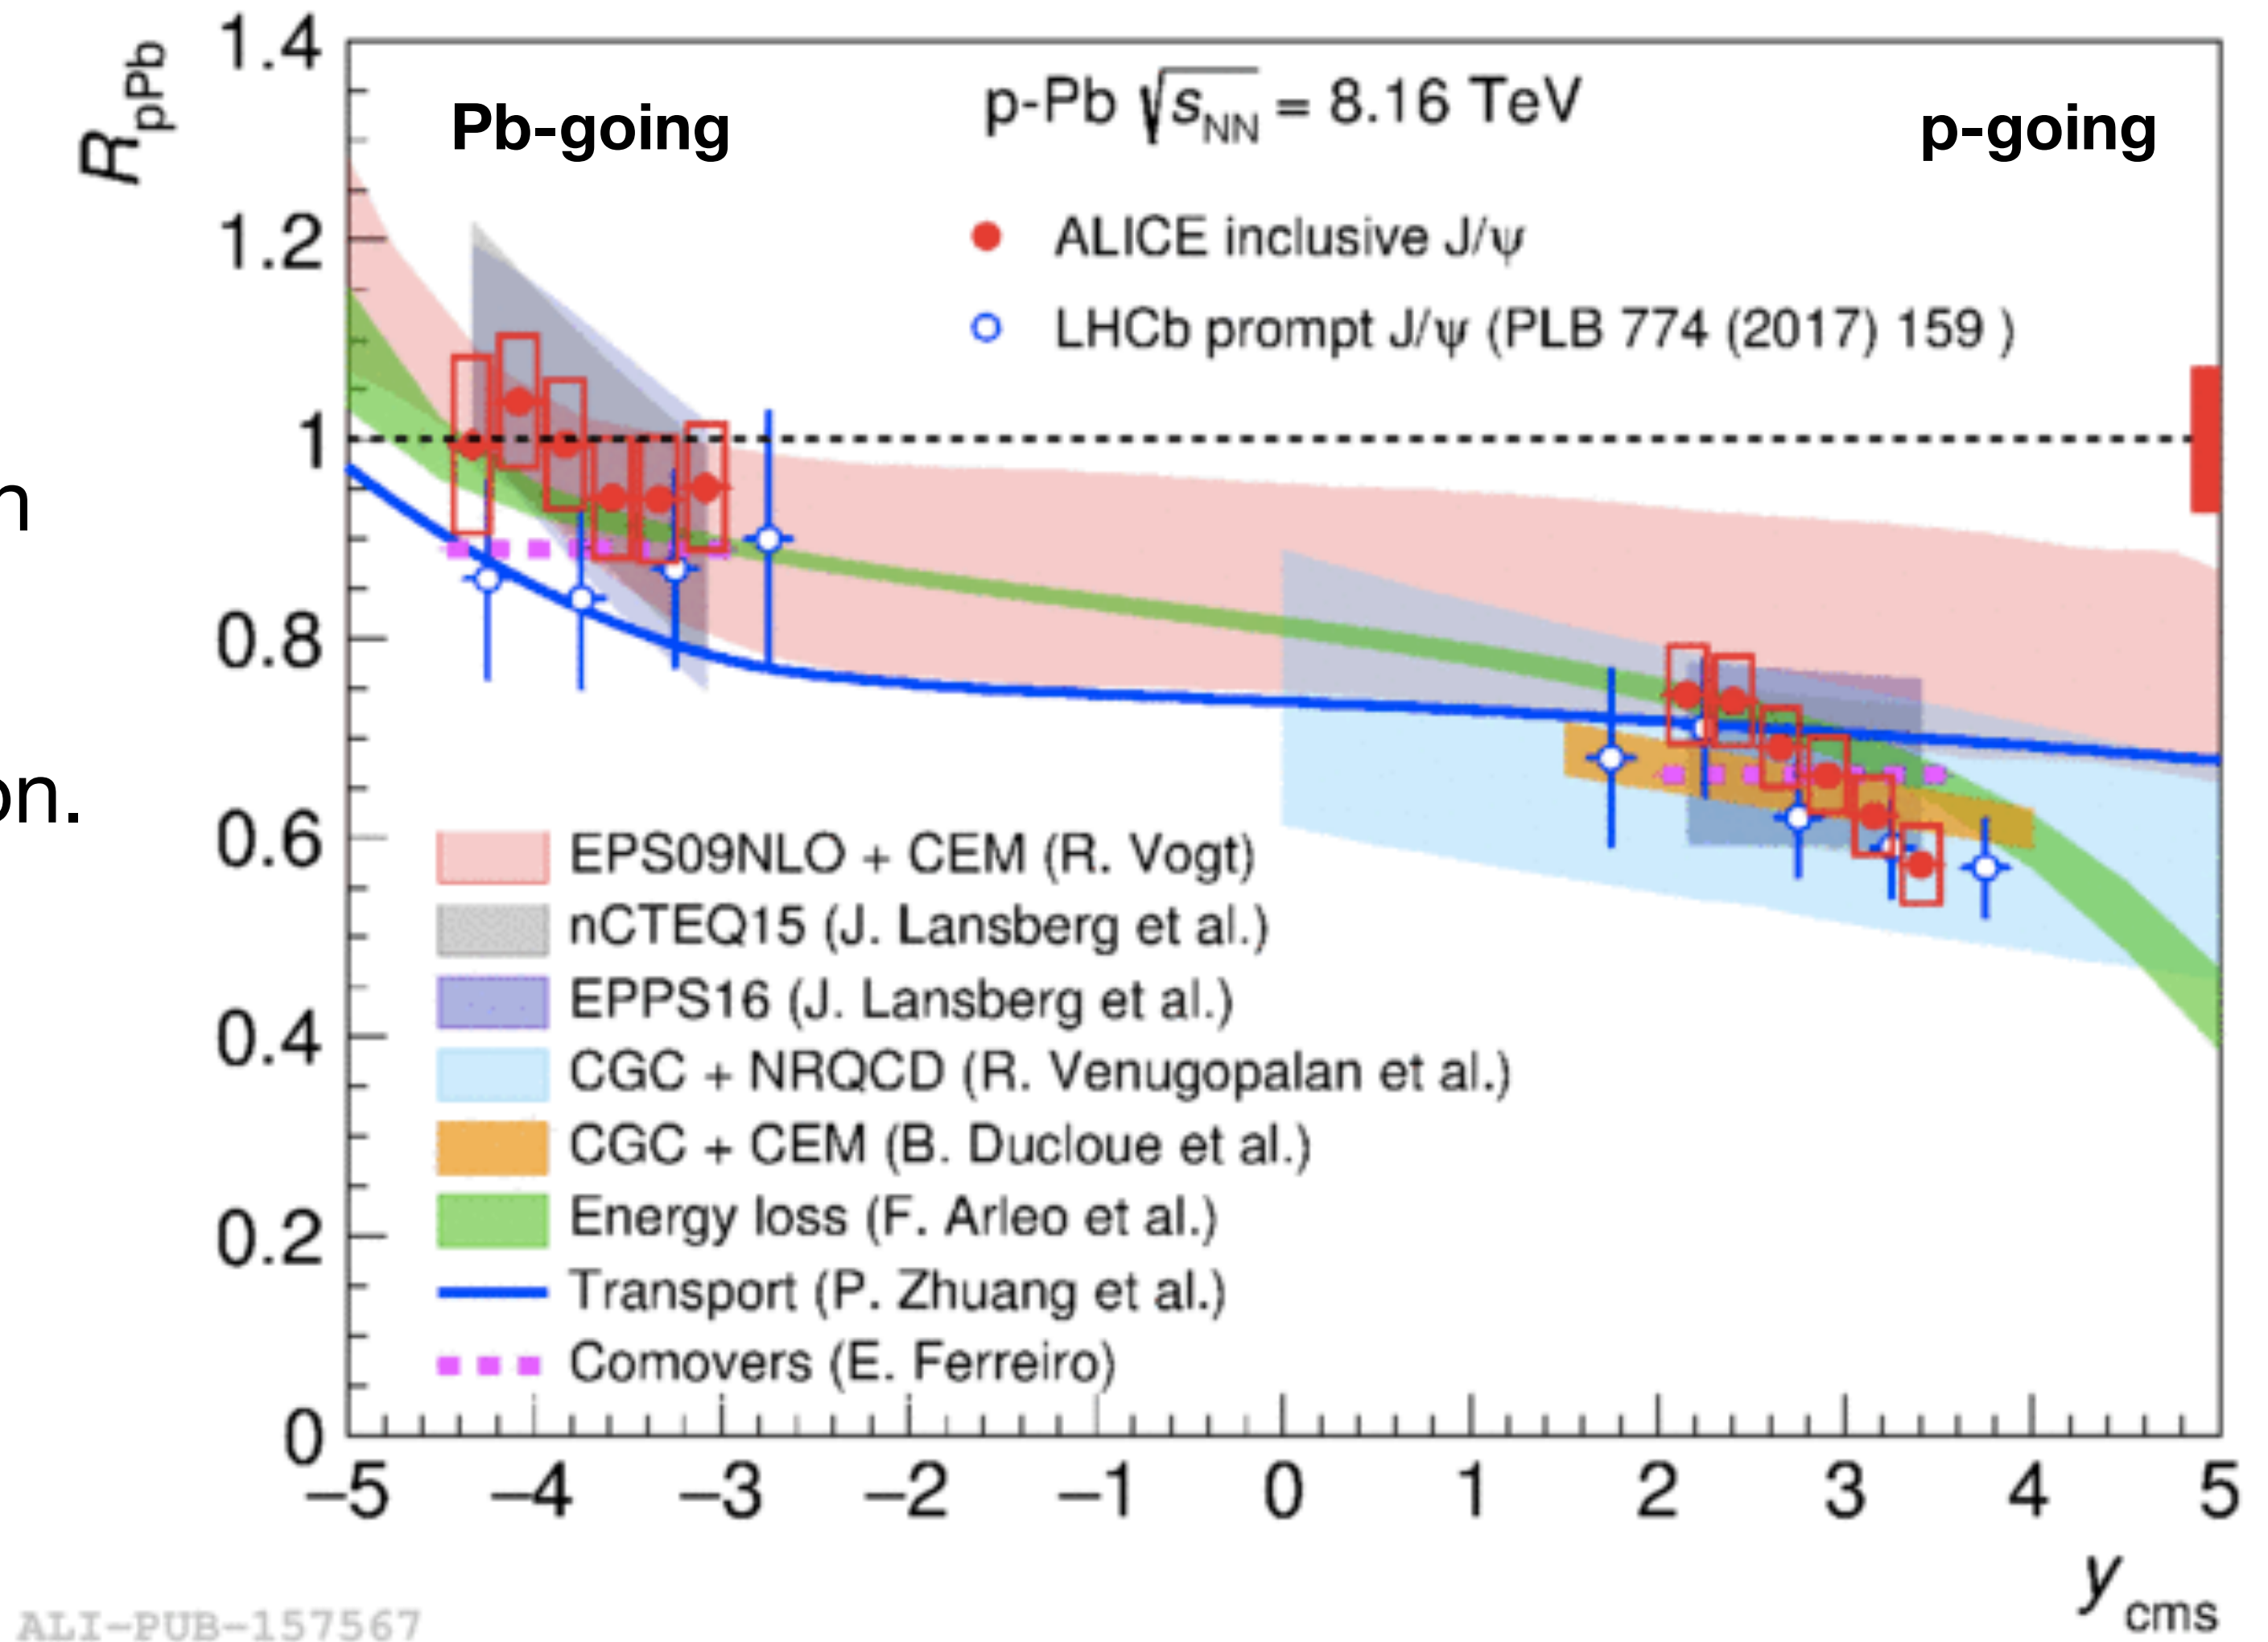 1.4
R_pPb
Pb-going
p-Pb √s_NN = 8.16 TeV
p-going
1.2
ALICE inclusive J/ψ
LHCb prompt J/ψ (PLB 774 (2017) 159 )
1
n
0.8
on.
0.6
EPS09NLO + CEM (R. Vogt)
nCTEQ15 (J. Lansberg et al.)
EPPS16 (J. Lansberg et al.)
0.4
CGC + NRQCD (R. Venugopalan et al.)
CGC + CEM (B. Ducloue et al.)
0.2
Energy loss (F. Arleo et al.)
Transport (P. Zhuang et al.)
Comovers (E. Ferreiro)
0
−5 −4 −3 −2 −1 0 1 2 3 4 5
y_cms
ALI-PUB-157567